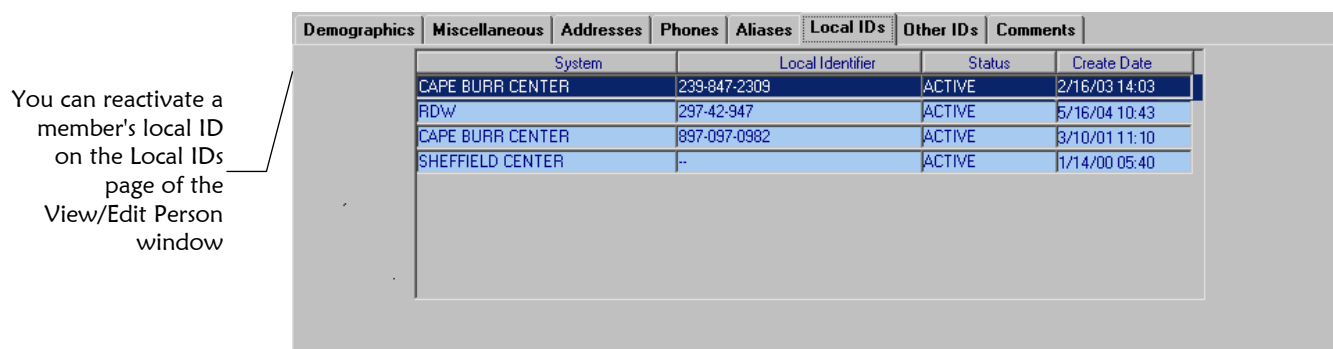 Demographics Miscellaneous Addresses Phones Aliases Local IDs Other IDs Comments
System Local Identifier Status Create Date
CAPE BURR CENTER 239-847-2309 ACTIVE 2/16/03 14:03
RDW 297-42-947 ACTIVE 5/16/04 10:43
CAPE BURR CENTER 897-097-0982 ACTIVE 3/10/01 11:10
SHEFFIELD CENTER -- ACTIVE 1/14/00 05:40
You can reactivate a
member's local ID
on the Local IDs
page of the
View/Edit Person
window